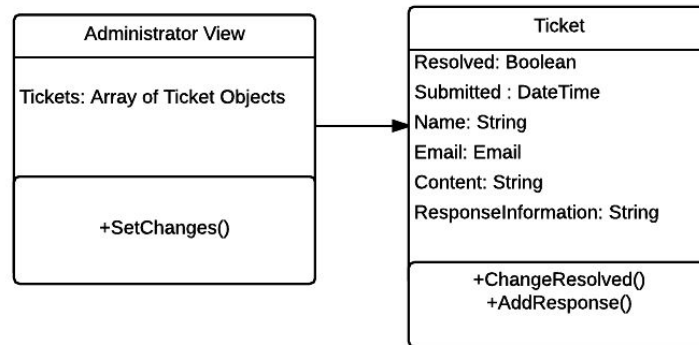 Administrator View
Tickets: Array of Ticket Objects
+SetChanges()
Ticket
Resolved: Boolean
Submitted : DateTime
Name: String
Email: Email
Content: String
ResponseInformation: String
+ChangeResolved()
+AddResponse()